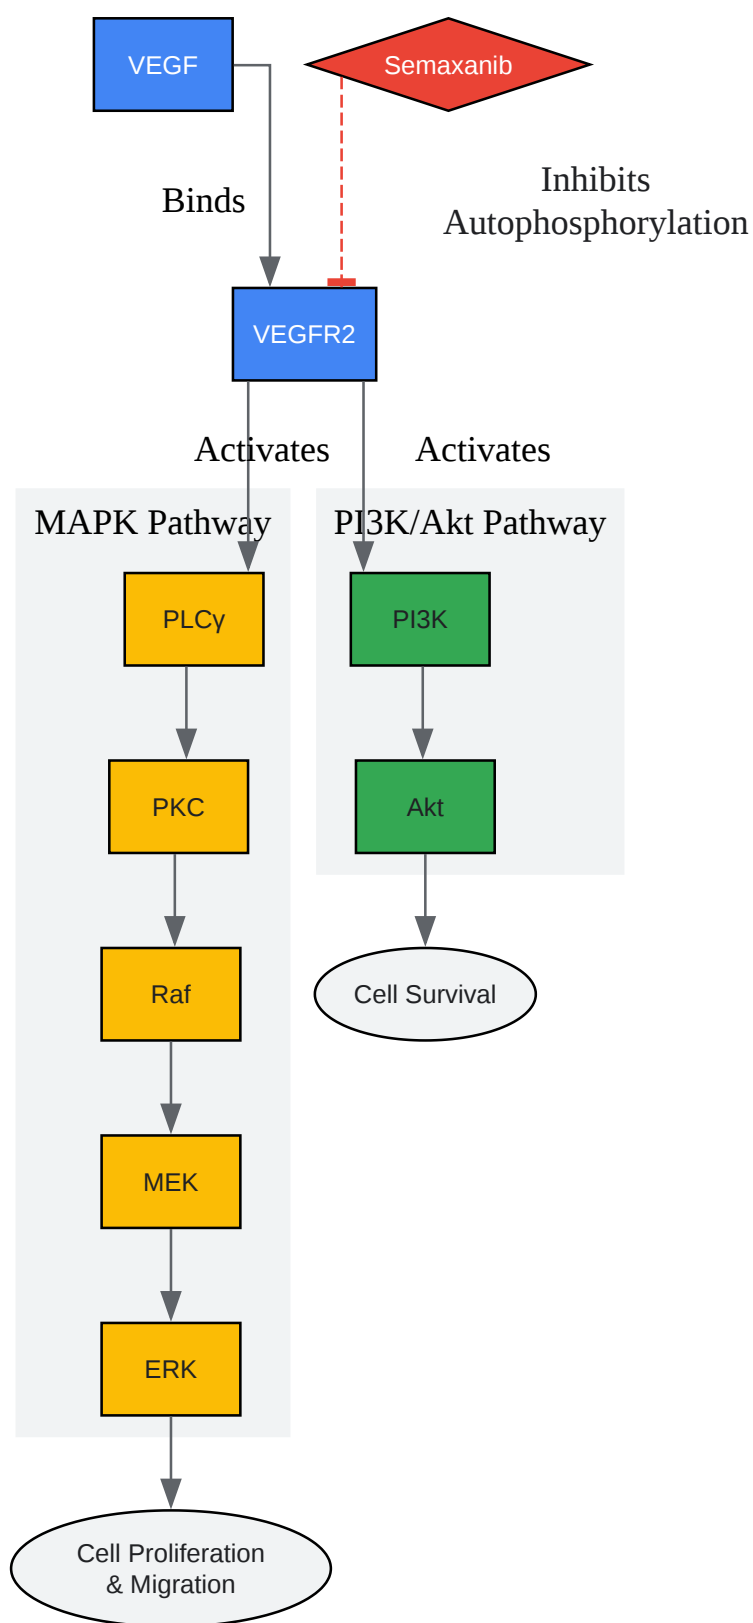 VEGF
Semaxanib
Binds
Inhibits
Autophosphorylation
VEGFR2
Activates
Activates
MAPK Pathway
PI3K/Akt Pathway
PLCγ
PI3K
PKC
Akt
Raf
Cell Survival
MEK
ERK
Cell Proliferation
& Migration